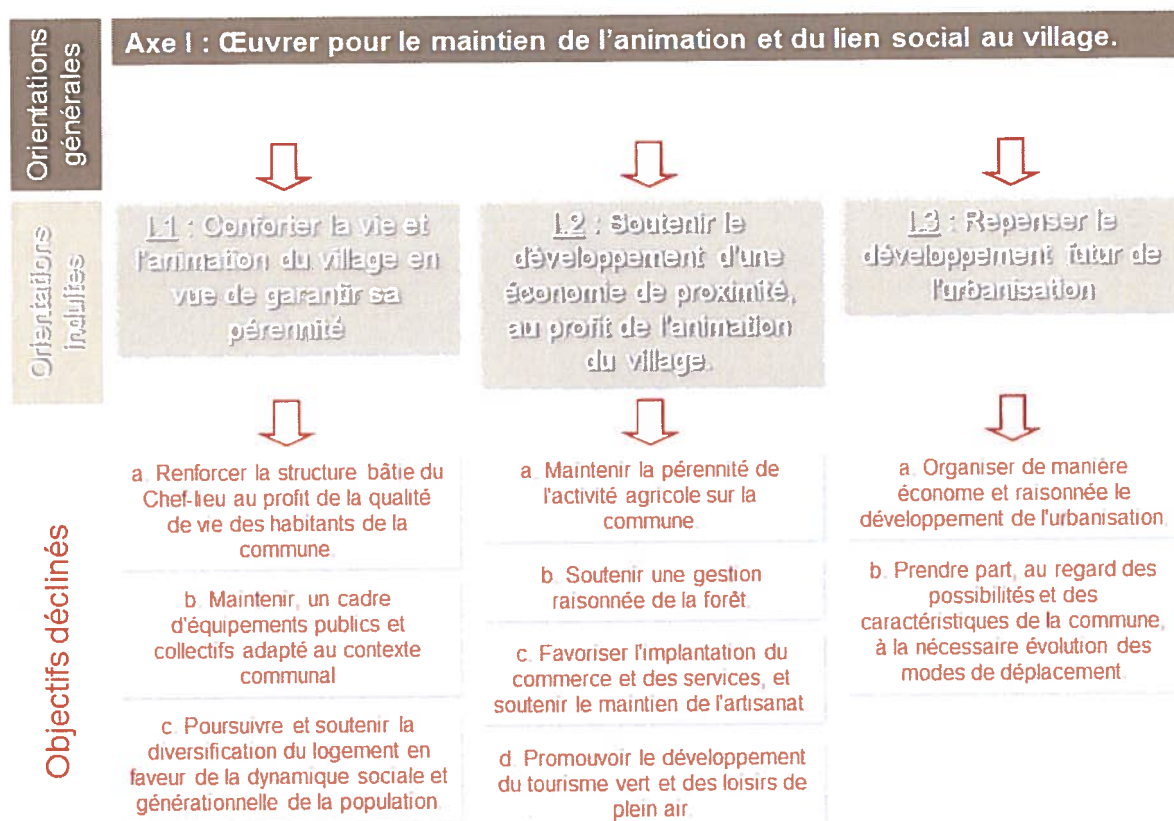 Orientations
générales
Axe I : Œuvrer pour le maintien de l'animation et du lien social au village.
Orientations
induites
I.1 : Conforter la vie et
l'animation du village en
vue de garantir sa
pérennité
I.2 : Soutenir le
développement d'une
économie de proximité,
au profit de l'animation
du village.
I.3 : Repenser le
développement futur de
l'urbanisation
Objectifs déclinés
a. Renforcer la structure bâtie du
Chef-lieu au profit de la qualité
de vie des habitants de la
commune.
b. Maintenir, un cadre
d'équipements publics et
collectifs adapté au contexte
communal
c. Poursuivre et soutenir la
diversification du logement en
faveur de la dynamique sociale et
générationnelle de la population.
a. Maintenir la pérennité de
l'activité agricole sur la
commune.
b. Soutenir une gestion
raisonnée de la forêt.
c. Favoriser l'implantation du
commerce et des services, et
soutenir le maintien de l'artisanat
d. Promouvoir le développement
du tourisme vert et des loisirs de
plein air.
a. Organiser de manière
économe et raisonnée le
développement de l'urbanisation.
b. Prendre part, au regard des
possibilités et des
caractéristiques de la commune,
à la nécessaire évolution des
modes de déplacement.